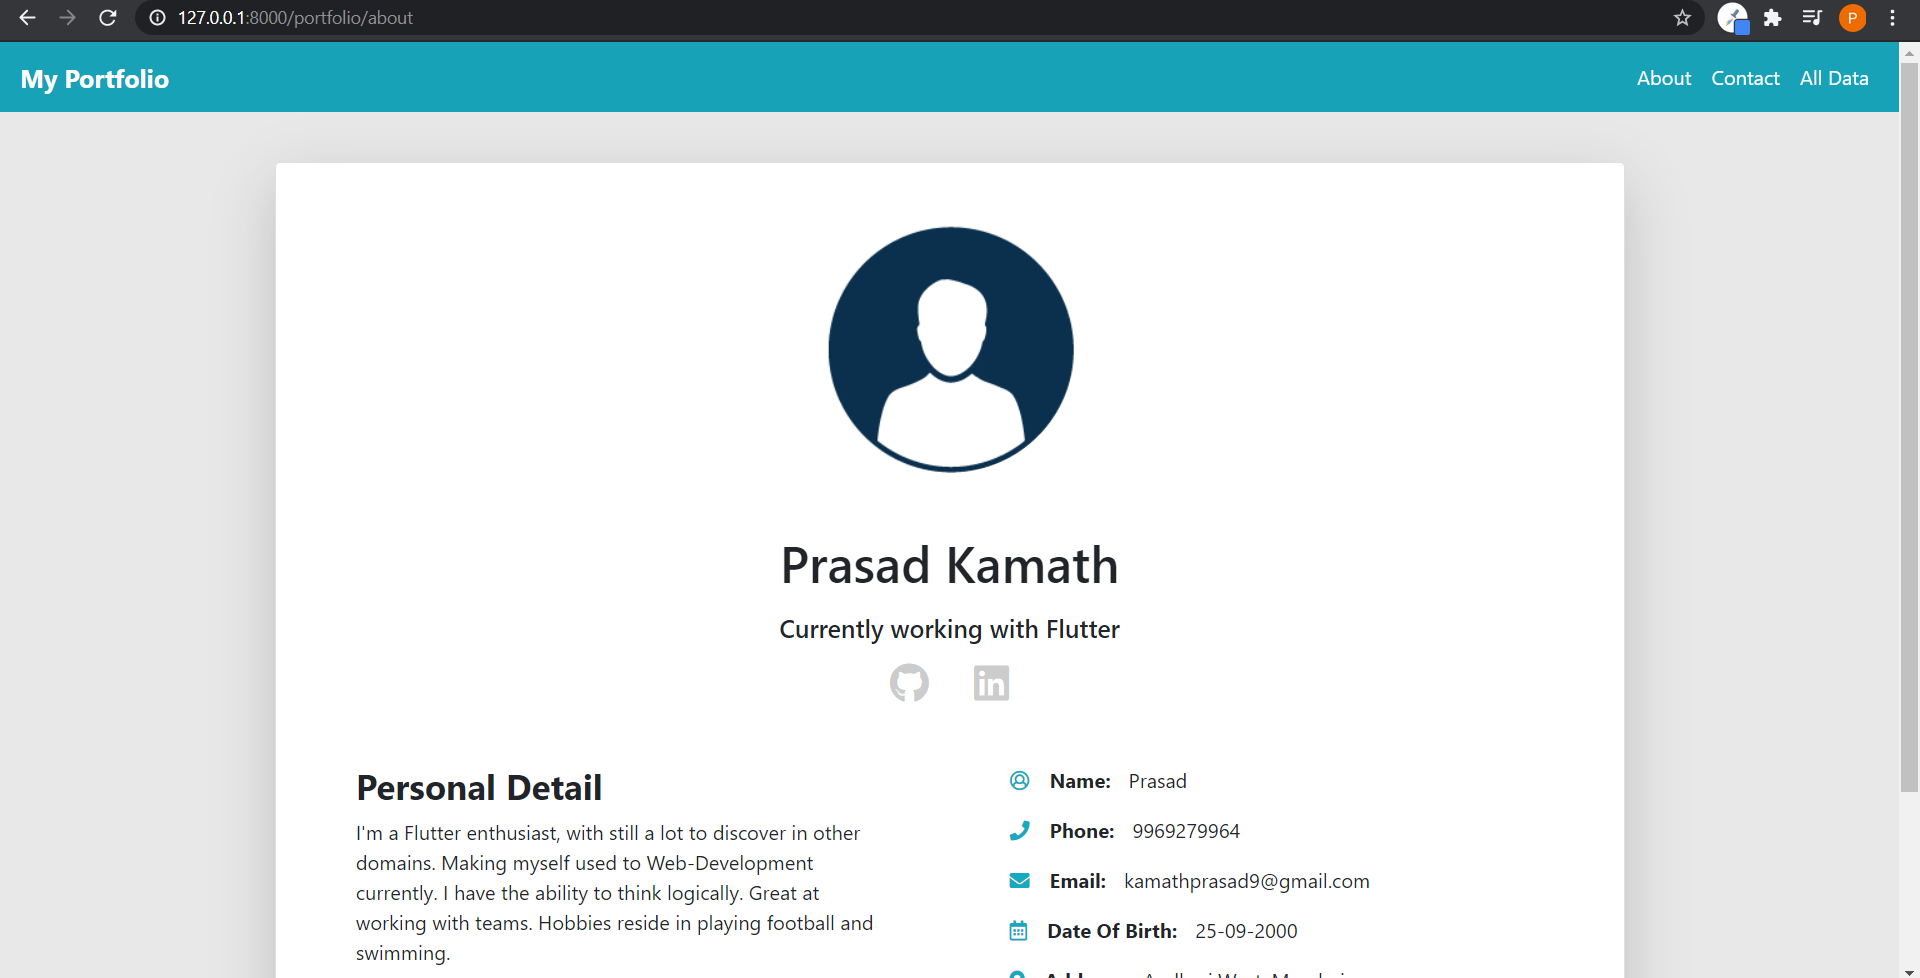 127.0.0.1:8000/portfolio/about
P
My Portfolio
About Contact All Data
Prasad Kamath
Currently working with Flutter
in
Personal Detail
I'm a Flutter enthusiast, with still a lot to discover in other
domains. Making myself used to Web-Development
currently. I have the ability to think logically. Great at
working with teams. Hobbies reside in playing football and
swimming.
Name: Prasad
Phone: 9969279964
Email: kamathprasad9@gmail.com
Date Of Birth: 25-09-2000